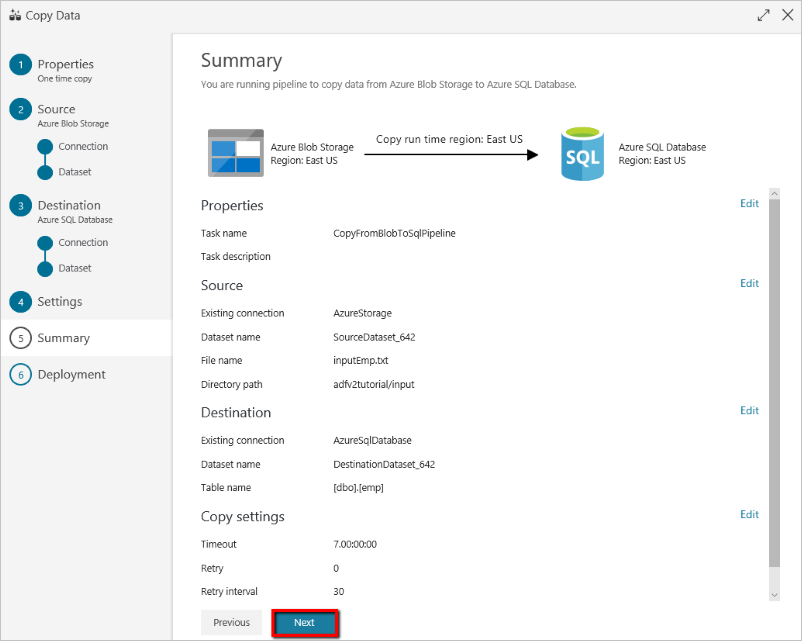 Copy Data
1 Properties
One time copy
2 Source
Azure Blob Storage
Connection
Dataset
3 Destination
Azure SQL Database
Connection
Dataset
4 Settings
5 Summary
6 Deployment
Summary
You are running pipeline to copy data from Azure Blob Storage to Azure SQL Database.
Azure Blob Storage
Region: East US
Copy run time region: East US
SQL
Azure SQL Database
Region: East US
Properties Edit
Task name CopyFromBlobToSqlPipeline
Task description
Source Edit
Existing connection AzureStorage
Dataset name SourceDataset_642
File name inputEmp.txt
Directory path adfv2tutorial/input
Destination Edit
Existing connection AzureSqlDatabase
Dataset name DestinationDataset_642
Table name [dbo].[emp]
Copy settings Edit
Timeout 7.00:00:00
Retry 0
Retry interval 30
Previous Next